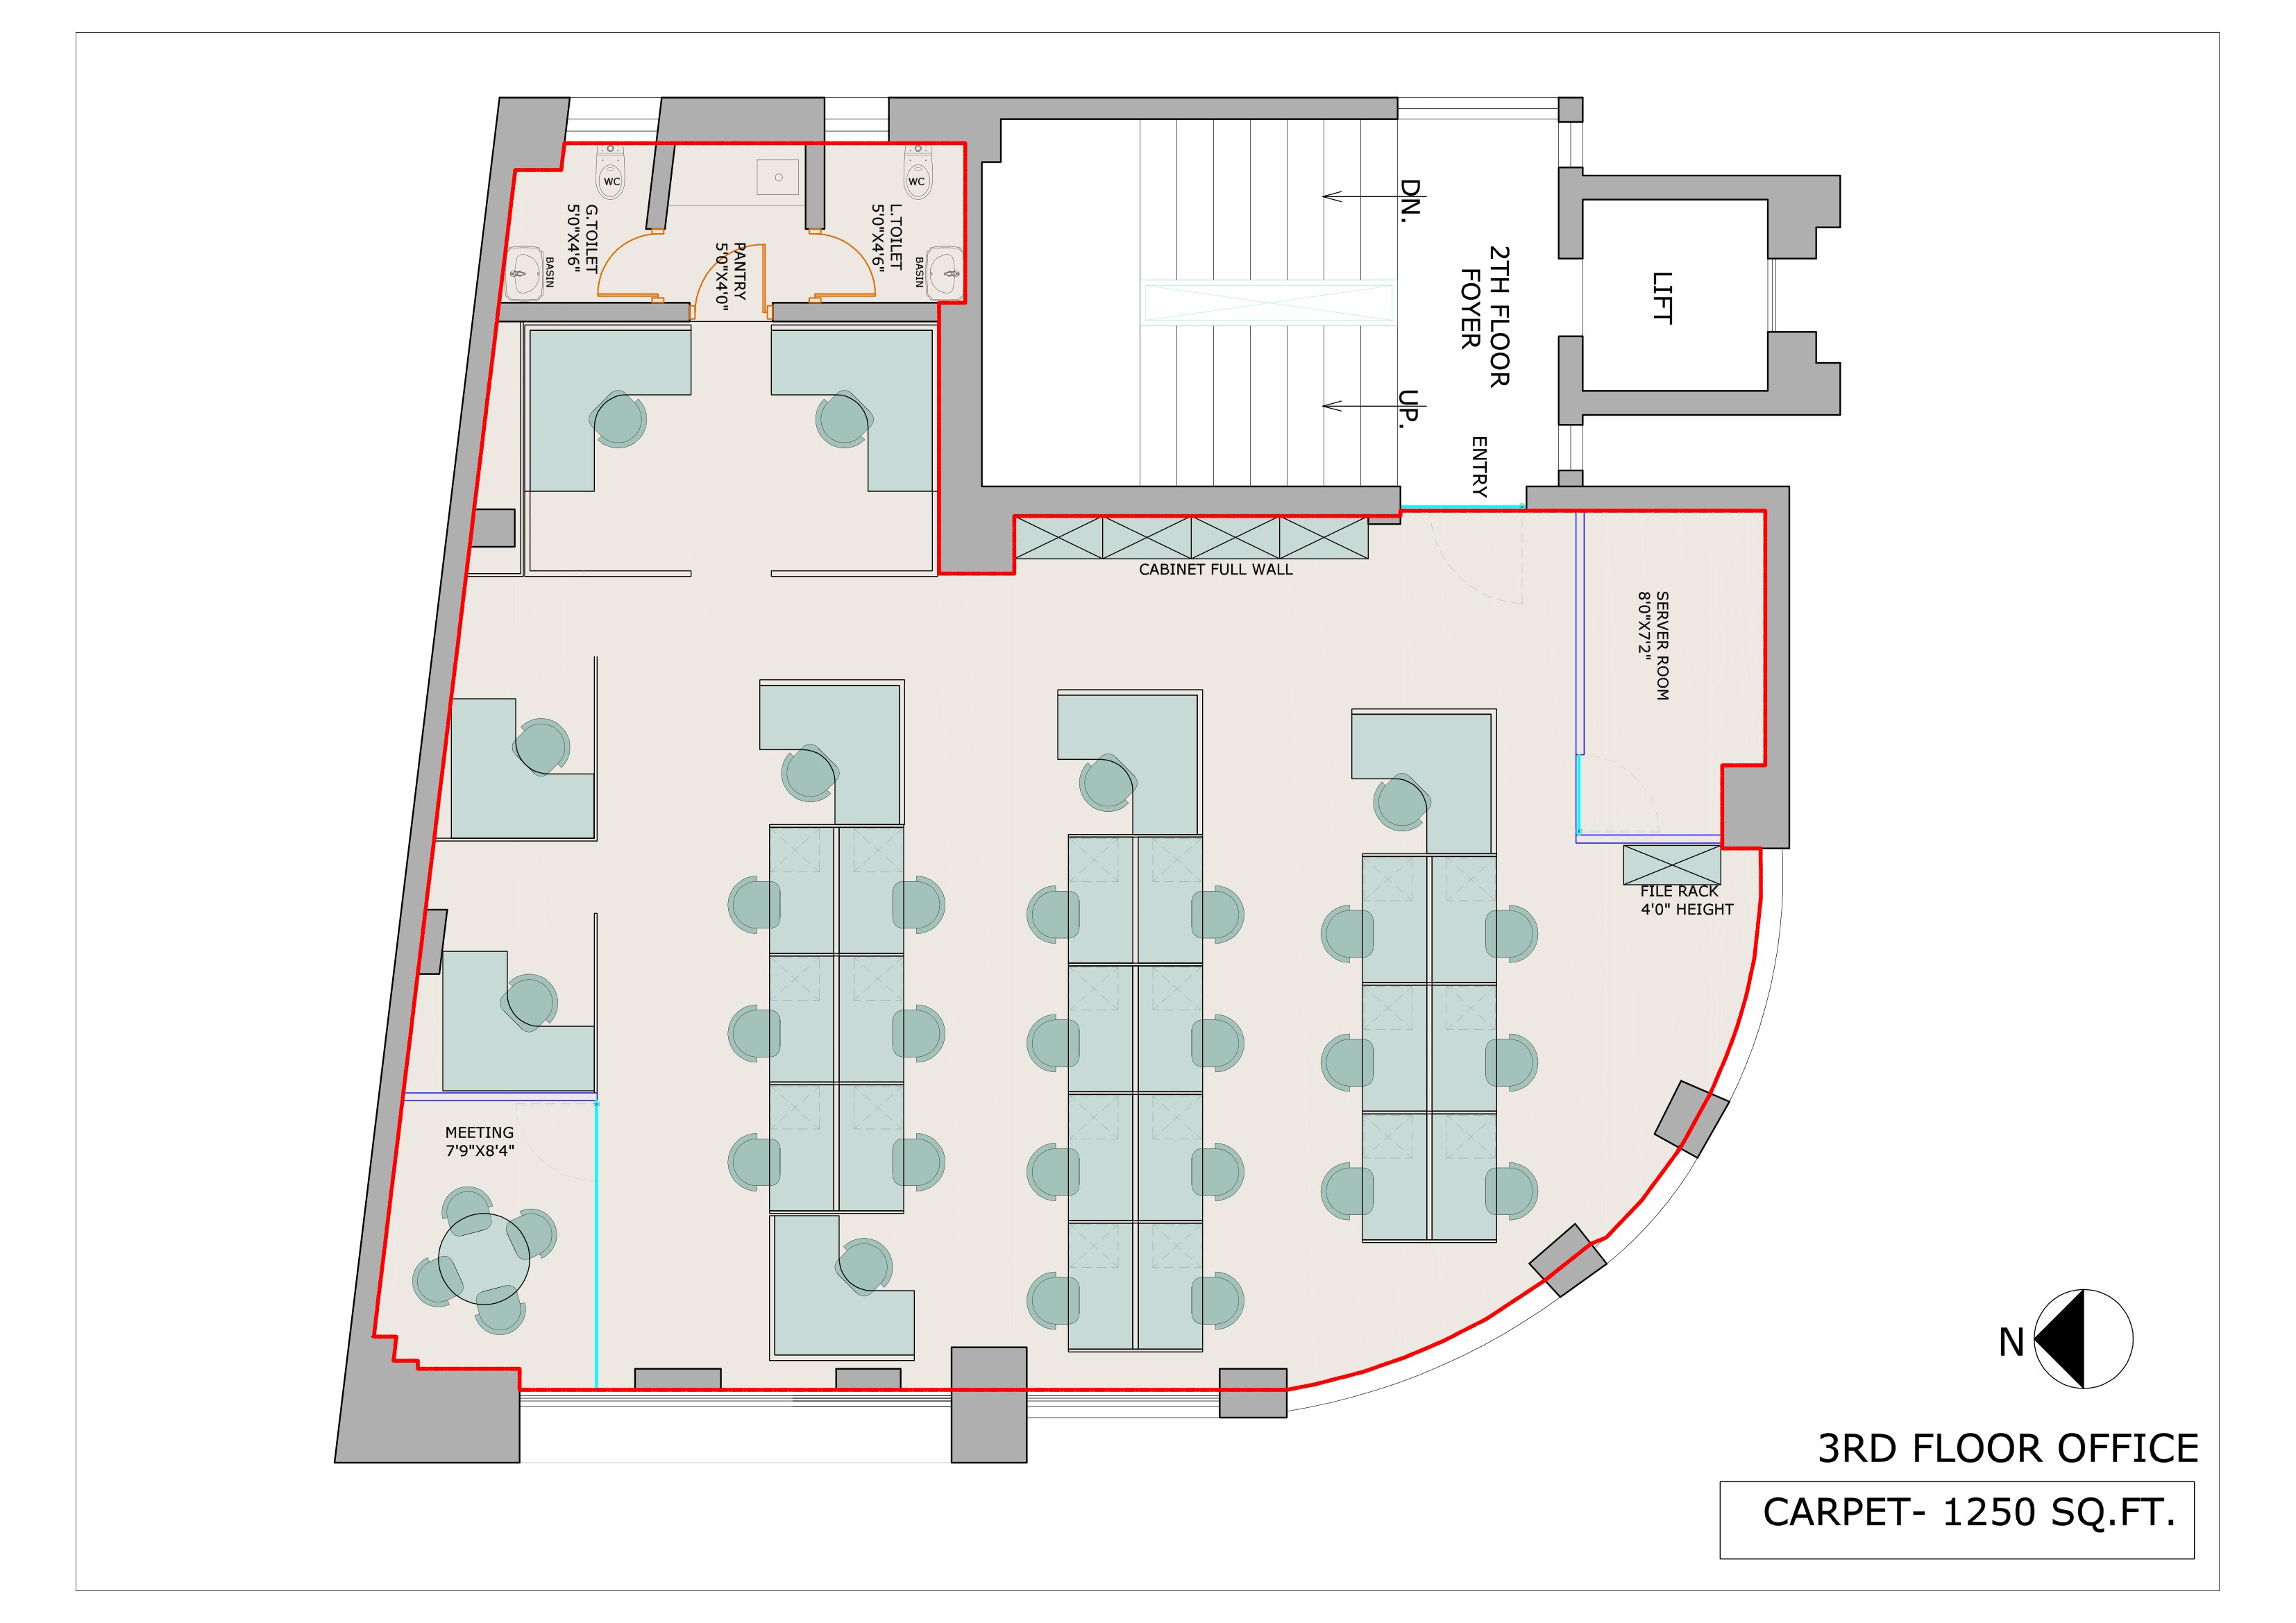 WC
G.TOILET
5'0"X4'6"
BASIN
PANTRY
5'0"X4'0"
WC
L.TOILET
5'0"X4'6"
BASIN
DN.
UP.
2TH FLOOR
FOYER
ENTRY
LIFT
CABINET FULL WALL
SERVER ROOM
8'0"X7'2"
FILE RACK
4'0" HEIGHT
MEETING
7'9"X8'4"
N
3RD FLOOR OFFICE
CARPET- 1250 SQ.FT.